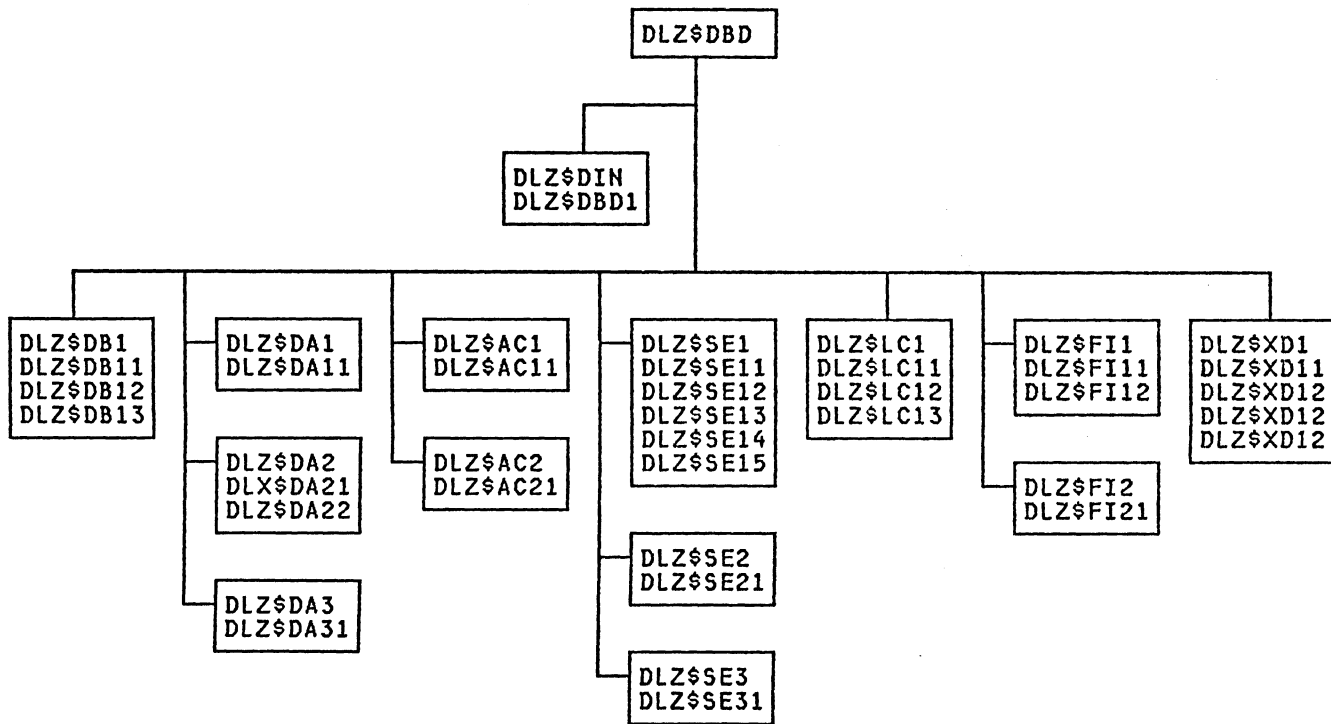 DLZ$DBD
DLZ$DIN
DLZ$DBD1
DLZ$DB1
DLZ$DB11
DLZ$DB12
DLZ$DB13
DLZ$DA1
DLZ$DA11
DLZ$DA2
DLX$DA21
DLZ$DA22
DLZ$DA3
DLZ$DA31
DLZ$AC1
DLZ$AC11
DLZ$AC2
DLZ$AC21
DLZ$SE1
DLZ$SE11
DLZ$SE12
DLZ$SE13
DLZ$SE14
DLZ$SE15
DLZ$SE2
DLZ$SE21
DLZ$SE3
DLZ$SE31
DLZ$LC1
DLZ$LC11
DLZ$LC12
DLZ$LC13
DLZ$FI1
DLZ$FI11
DLZ$FI12
DLZ$FI2
DLZ$FI21
DLZ$XD1
DLZ$XD11
DLZ$XD12
DLZ$XD12
DLZ$XD12